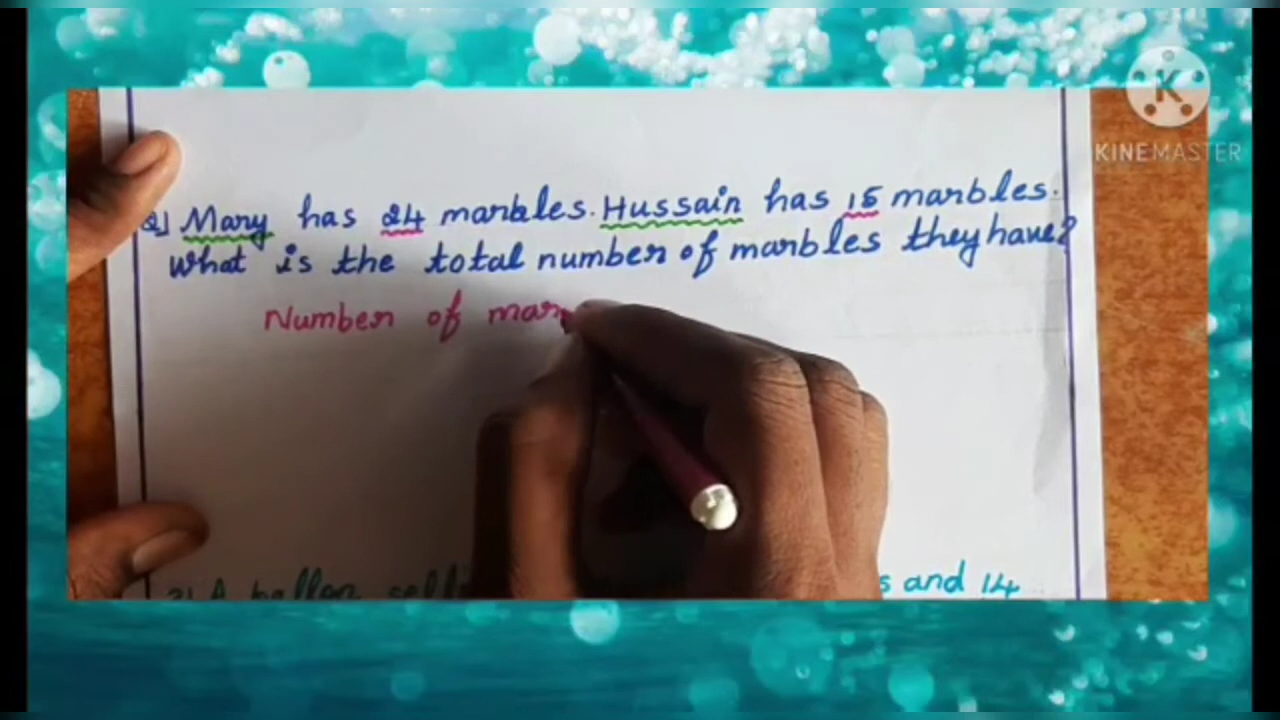 2] Mary has 24 marbles. Hussain has 15 marbles.
What is the total number of marbles they have?
Number of mar
s and 14
K
KINEMASTER